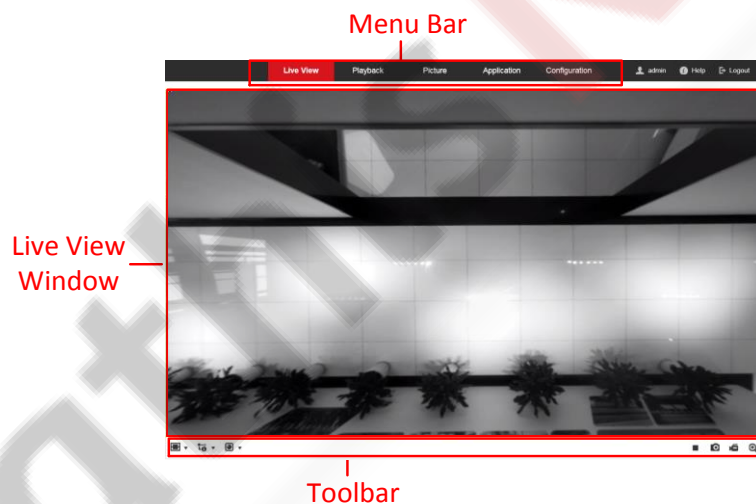 Menu Bar
Live View Playback Picture Application Configuration admin Help Logout
Live View
Window
Toolbar